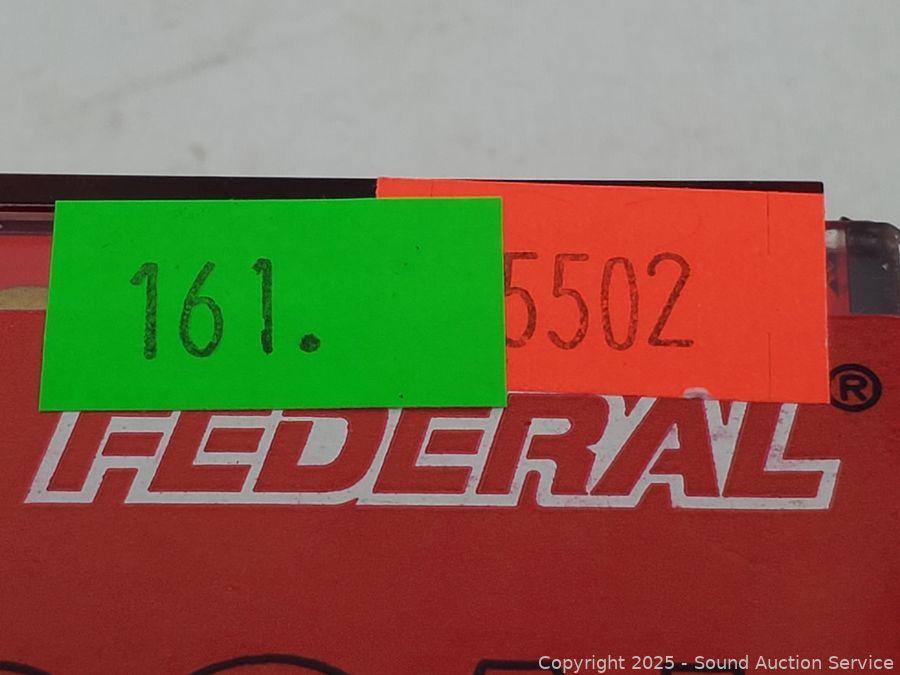 161.
5502
FEDERAL®
Copyright 2025 - Sound Auction Service